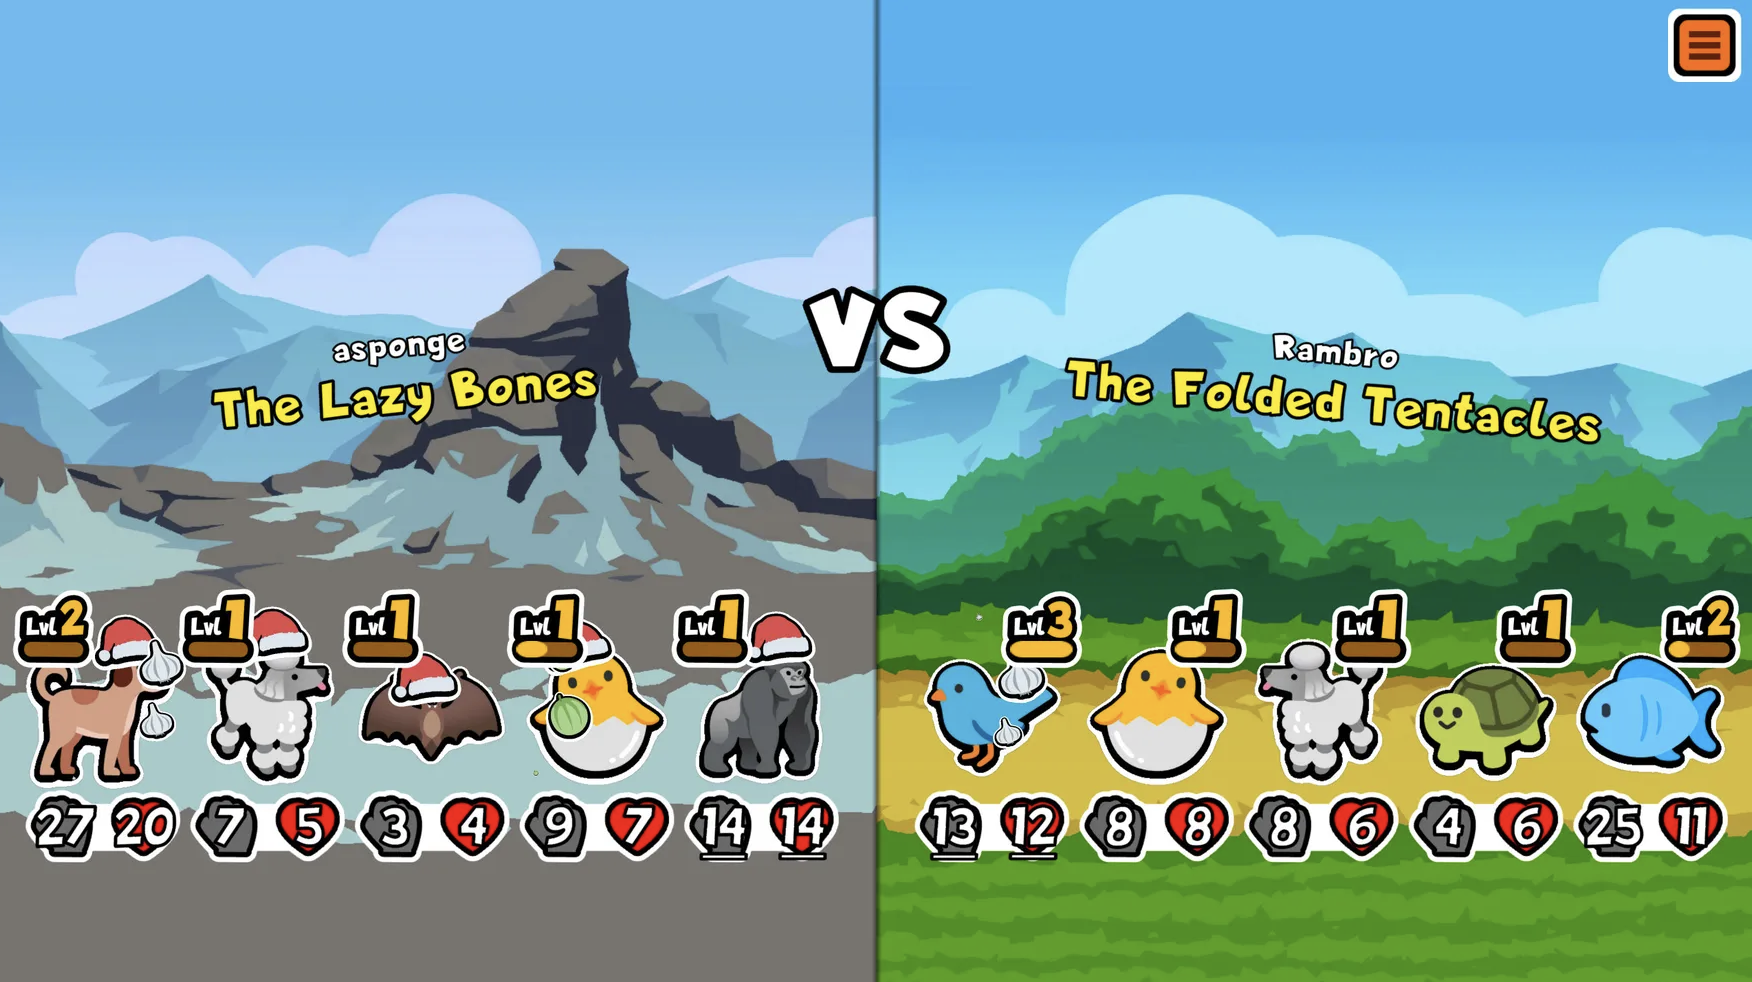 asponge
The Lazy Bones
VS
Rambro
The Folded Tentacles
Lvl2 Lvl1 Lvl1 Lvl1 Lvl1 Lvl3 Lvl1 Lvl1 Lvl1 Lvl2
27 20 7 5 3 4 9 7 14 14 13 12 8 8 8 6 4 6 25 11